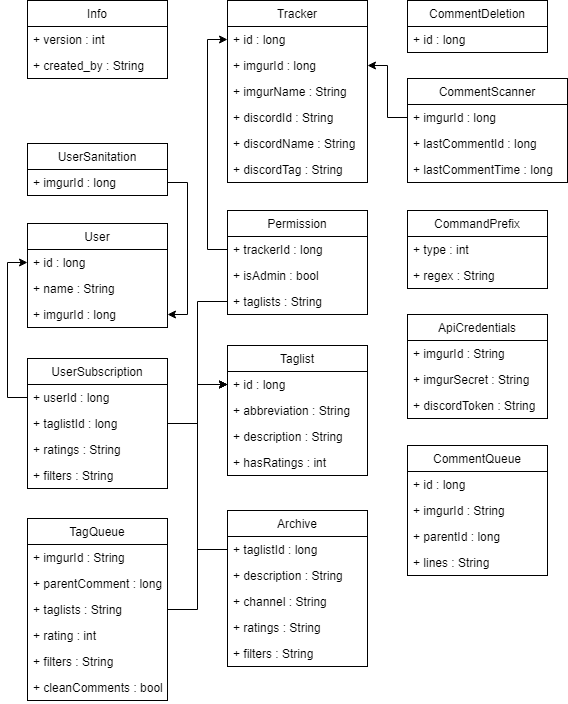 Info
+ version : int
+ created_by : String
UserSanitation
+ imgurId : long
User
+ id : long
+ name : String
+ imgurId : long
UserSubscription
+ userId : long
+ taglistId : long
+ ratings : String
+ filters : String
TagQueue
+ imgurId : String
+ parentComment : long
+ taglists : String
+ rating : int
+ filters : String
+ cleanComments : bool
Tracker
+ id : long
+ imgurId : long
+ imgurName : String
+ discordId : String
+ discordName : String
+ discordTag : String
Permission
+ trackerId : long
+ isAdmin : bool
+ taglists : String
Taglist
+ id : long
+ abbreviation : String
+ description : String
+ hasRatings : int
Archive
+ taglistId : long
+ description : String
+ channel : String
+ ratings : String
+ filters : String
CommentDeletion
+ id : long
CommentScanner
+ imgurId : long
+ lastCommentId : long
+ lastCommentTime : long
CommandPrefix
+ type : int
+ regex : String
ApiCredentials
+ imgurId : String
+ imgurSecret : String
+ discordToken : String
CommentQueue
+ id : long
+ imgurId : String
+ parentId : long
+ lines : String